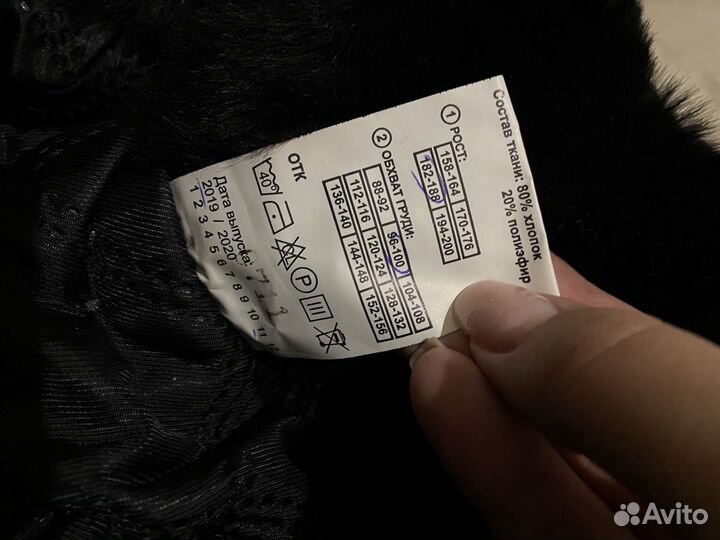 Состав ткани: 80% хлопок
20% полиэфир
① РОСТ:
158-164 170-176
182-188 194-200
② ОБХВАТ ГРУДИ:
88-92 96-100 104-108
112-116 120-124 128-132
136-140 144-148 152-156
ОТК
40° P
Дата выпуска:
2019 / 2020
1 2 3 4 5 6 7 8 9 10 11 12
Avito